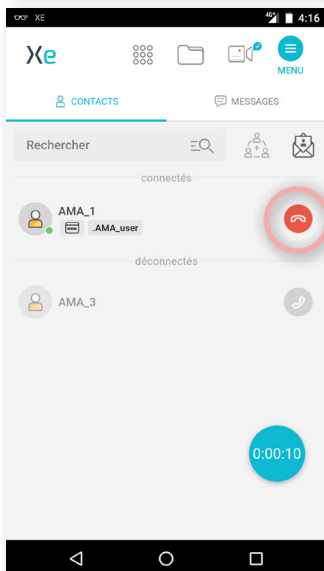 XE 4G 4:16
Xe
MENU
CONTACTS MESSAGES
Rechercher
connectés
AMA_1
.AMA_user
déconnectés
AMA_3
0:00:10